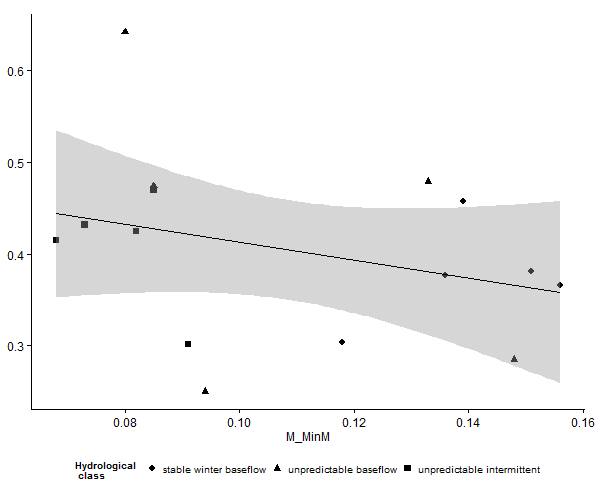 0.6
0.5
0.4
0.3
0.08 0.10 0.12 0.14 0.16
M_MinM
Hydrological
class
stable winter baseflow unpredictable baseflow unpredictable intermittent